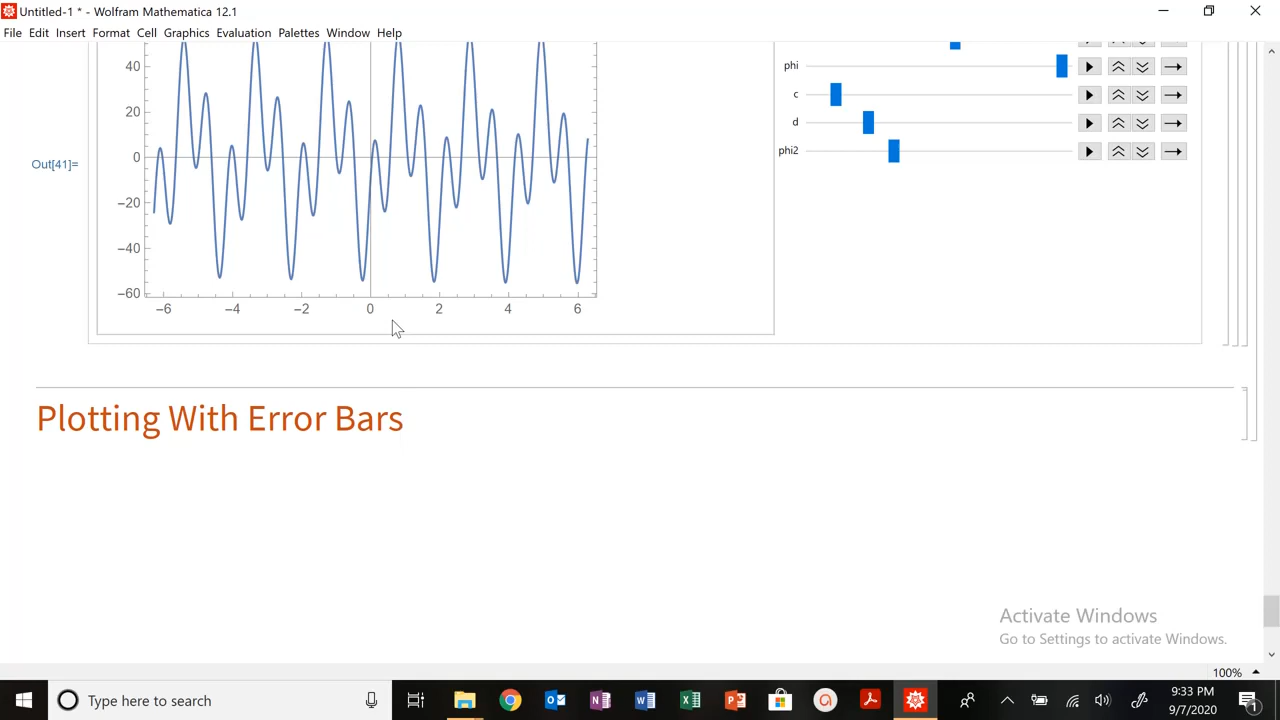 Untitled-1 * - Wolfram Mathematica 12.1
File Edit Insert Format Cell Graphics Evaluation Palettes Window Help
40
20
0
−20
−40
−60
−6 −4 −2 0 2 4 6
Out[41]=
phi
c
d
phi2
Plotting With Error Bars
Activate Windows
Go to Settings to activate Windows.
100%
Type here to search
9:33 PM
9/7/2020
1